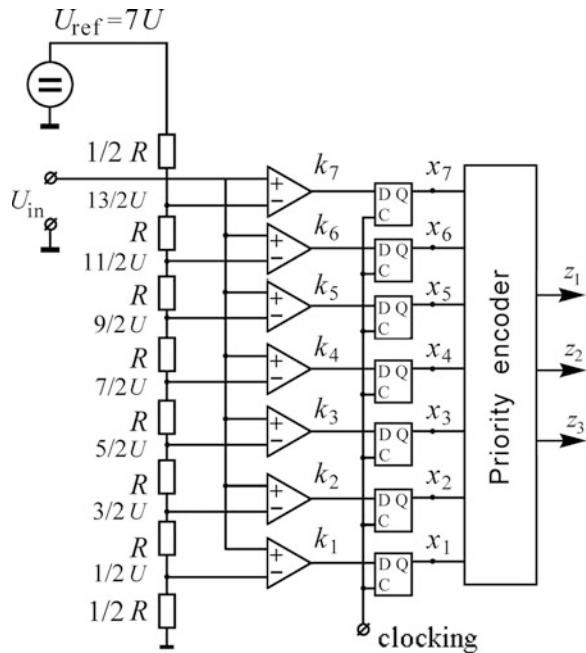 U_ref = 7U
1/2 R
U_in
13/2U
R
11/2U
R
9/2U
R
7/2U
R
5/2U
R
3/2U
R
1/2 U
1/2 R
+
−
k_7
D Q
C
x_7
+
−
k_6
D Q
C
x_6
+
−
k_5
D Q
C
x_5
+
−
k_4
D Q
C
x_4
+
−
k_3
D Q
C
x_3
+
−
k_2
D Q
C
x_2
+
−
k_1
D Q
C
x_1
Priority encoder
z_1
z_2
z_3
clocking